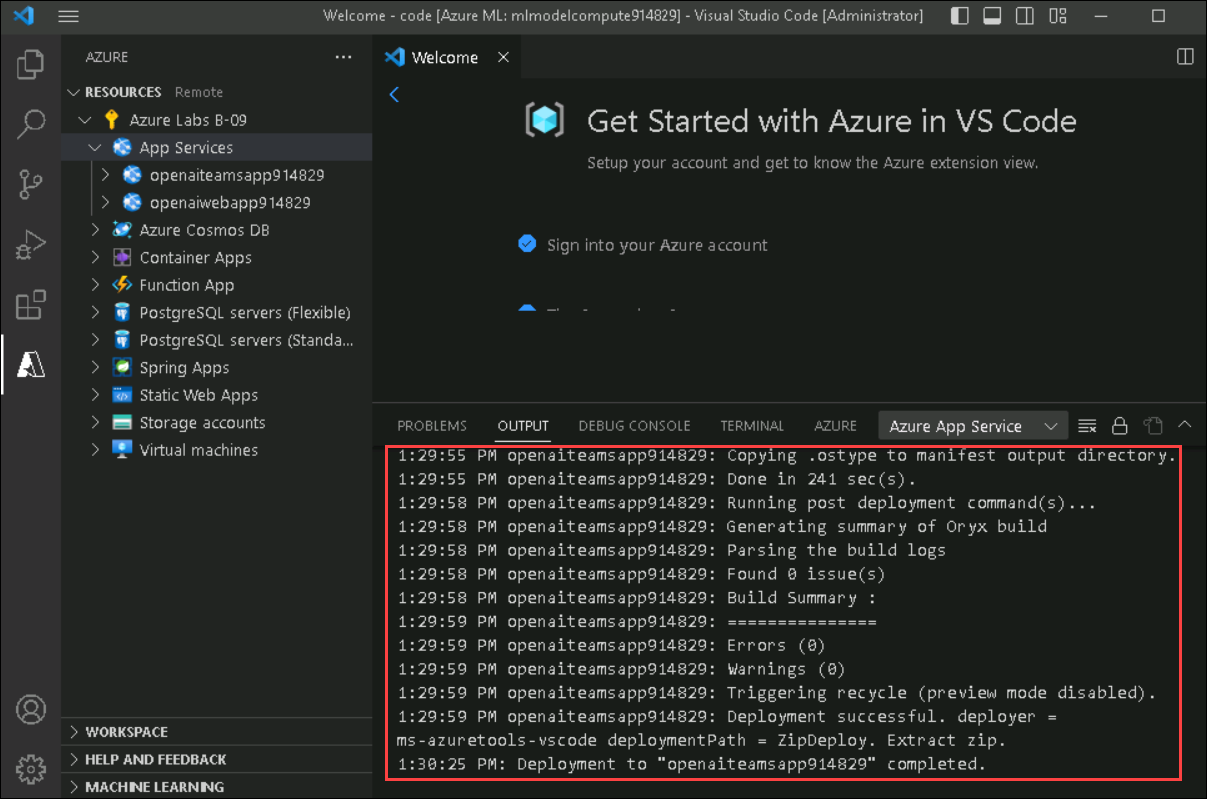 Welcome - code [Azure ML: mlmodelcompute914829] - Visual Studio Code [Administrator]
AZURE
RESOURCES Remote
Azure Labs B-09
App Services
openaiteamsapp914829
openaiwebapp914829
Azure Cosmos DB
Container Apps
Function App
PostgreSQL servers (Flexible)
PostgreSQL servers (Standa...
Spring Apps
Static Web Apps
Storage accounts
Virtual machines
WORKSPACE
HELP AND FEEDBACK
MACHINE LEARNING
Welcome
Get Started with Azure in VS Code
Setup your account and get to know the Azure extension view.
Sign into your Azure account
PROBLEMS OUTPUT DEBUG CONSOLE TERMINAL AZURE Azure App Service
1:29:55 PM openaiteamsapp914829: Copying .ostype to manifest output directory.
1:29:55 PM openaiteamsapp914829: Done in 241 sec(s).
1:29:58 PM openaiteamsapp914829: Running post deployment command(s)...
1:29:58 PM openaiteamsapp914829: Generating summary of Oryx build
1:29:58 PM openaiteamsapp914829: Parsing the build logs
1:29:58 PM openaiteamsapp914829: Found 0 issue(s)
1:29:58 PM openaiteamsapp914829: Build Summary :
1:29:59 PM openaiteamsapp914829: ===============
1:29:59 PM openaiteamsapp914829: Errors (0)
1:29:59 PM openaiteamsapp914829: Warnings (0)
1:29:59 PM openaiteamsapp914829: Triggering recycle (preview mode disabled).
1:29:59 PM openaiteamsapp914829: Deployment successful. deployer =
ms-azuretools-vscode deploymentPath = ZipDeploy. Extract zip.
1:30:25 PM: Deployment to "openaiteamsapp914829" completed.